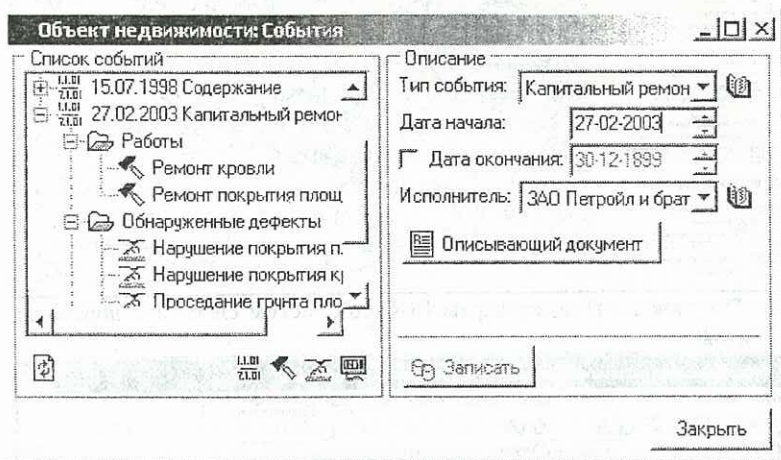 Объект недвижимости: События
Список событий
15.07.1998 Содержание
27.02.2003 Капитальный ремон
Работы
Ремонт кровли
Ремонт покрытия площ
Обнаруженные дефекты
Нарушение покрытия п.
Нарушение покрытия кр
Проседание грунта пло
Описание
Тип события: Капитальный ремон
Дата начала: 27-02-2003
Дата окончания: 30-12-1899
Исполнитель: ЗАО Петройл и брат
Описывающий документ
Записать
Закрыть